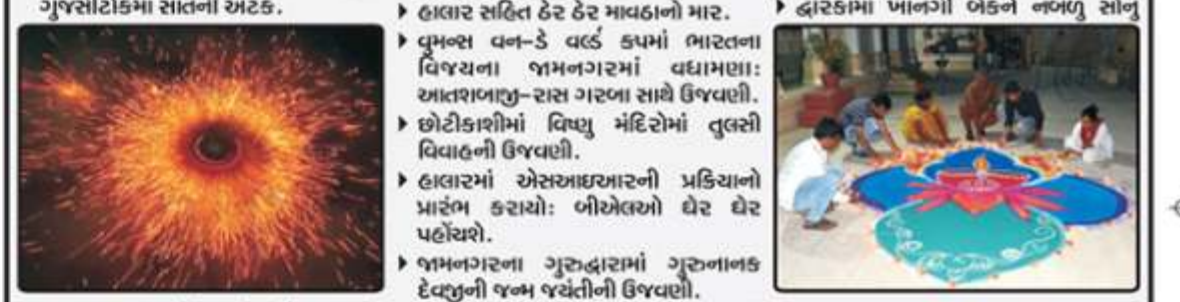 ગુજસીટોકમાં સાતની અટક.
▸ હાલાર સહિત ઠેર ઠેર માવઠાનો માર.
▸ વુમન્સ વન-ડે વર્લ્ડ કપમાં ભારતના
વિજયના જામનગરમાં વધામણા:
આતશબાજી-રાસ ગરબા સાથે ઉજવણી.
▸ છોટીકાશીમાં વિષ્ણુ મંદિરોમાં તુલસી
વિવાહની ઉજવણી.
▸ હાલારમાં એસઆઇઆરની પ્રક્રિયાનો
પ્રારંભ કરાયો: બીએલઓ ઘેર ઘેર
પહોંચશે.
▸ જામનગરના ગુરુદ્વારામાં ગુરુનાનક
દેવજીની જન્મ જયંતીની ઉજવણી.
▸ દ્વારકામાં ખાનગી બેંકને નબળુ સોનુ